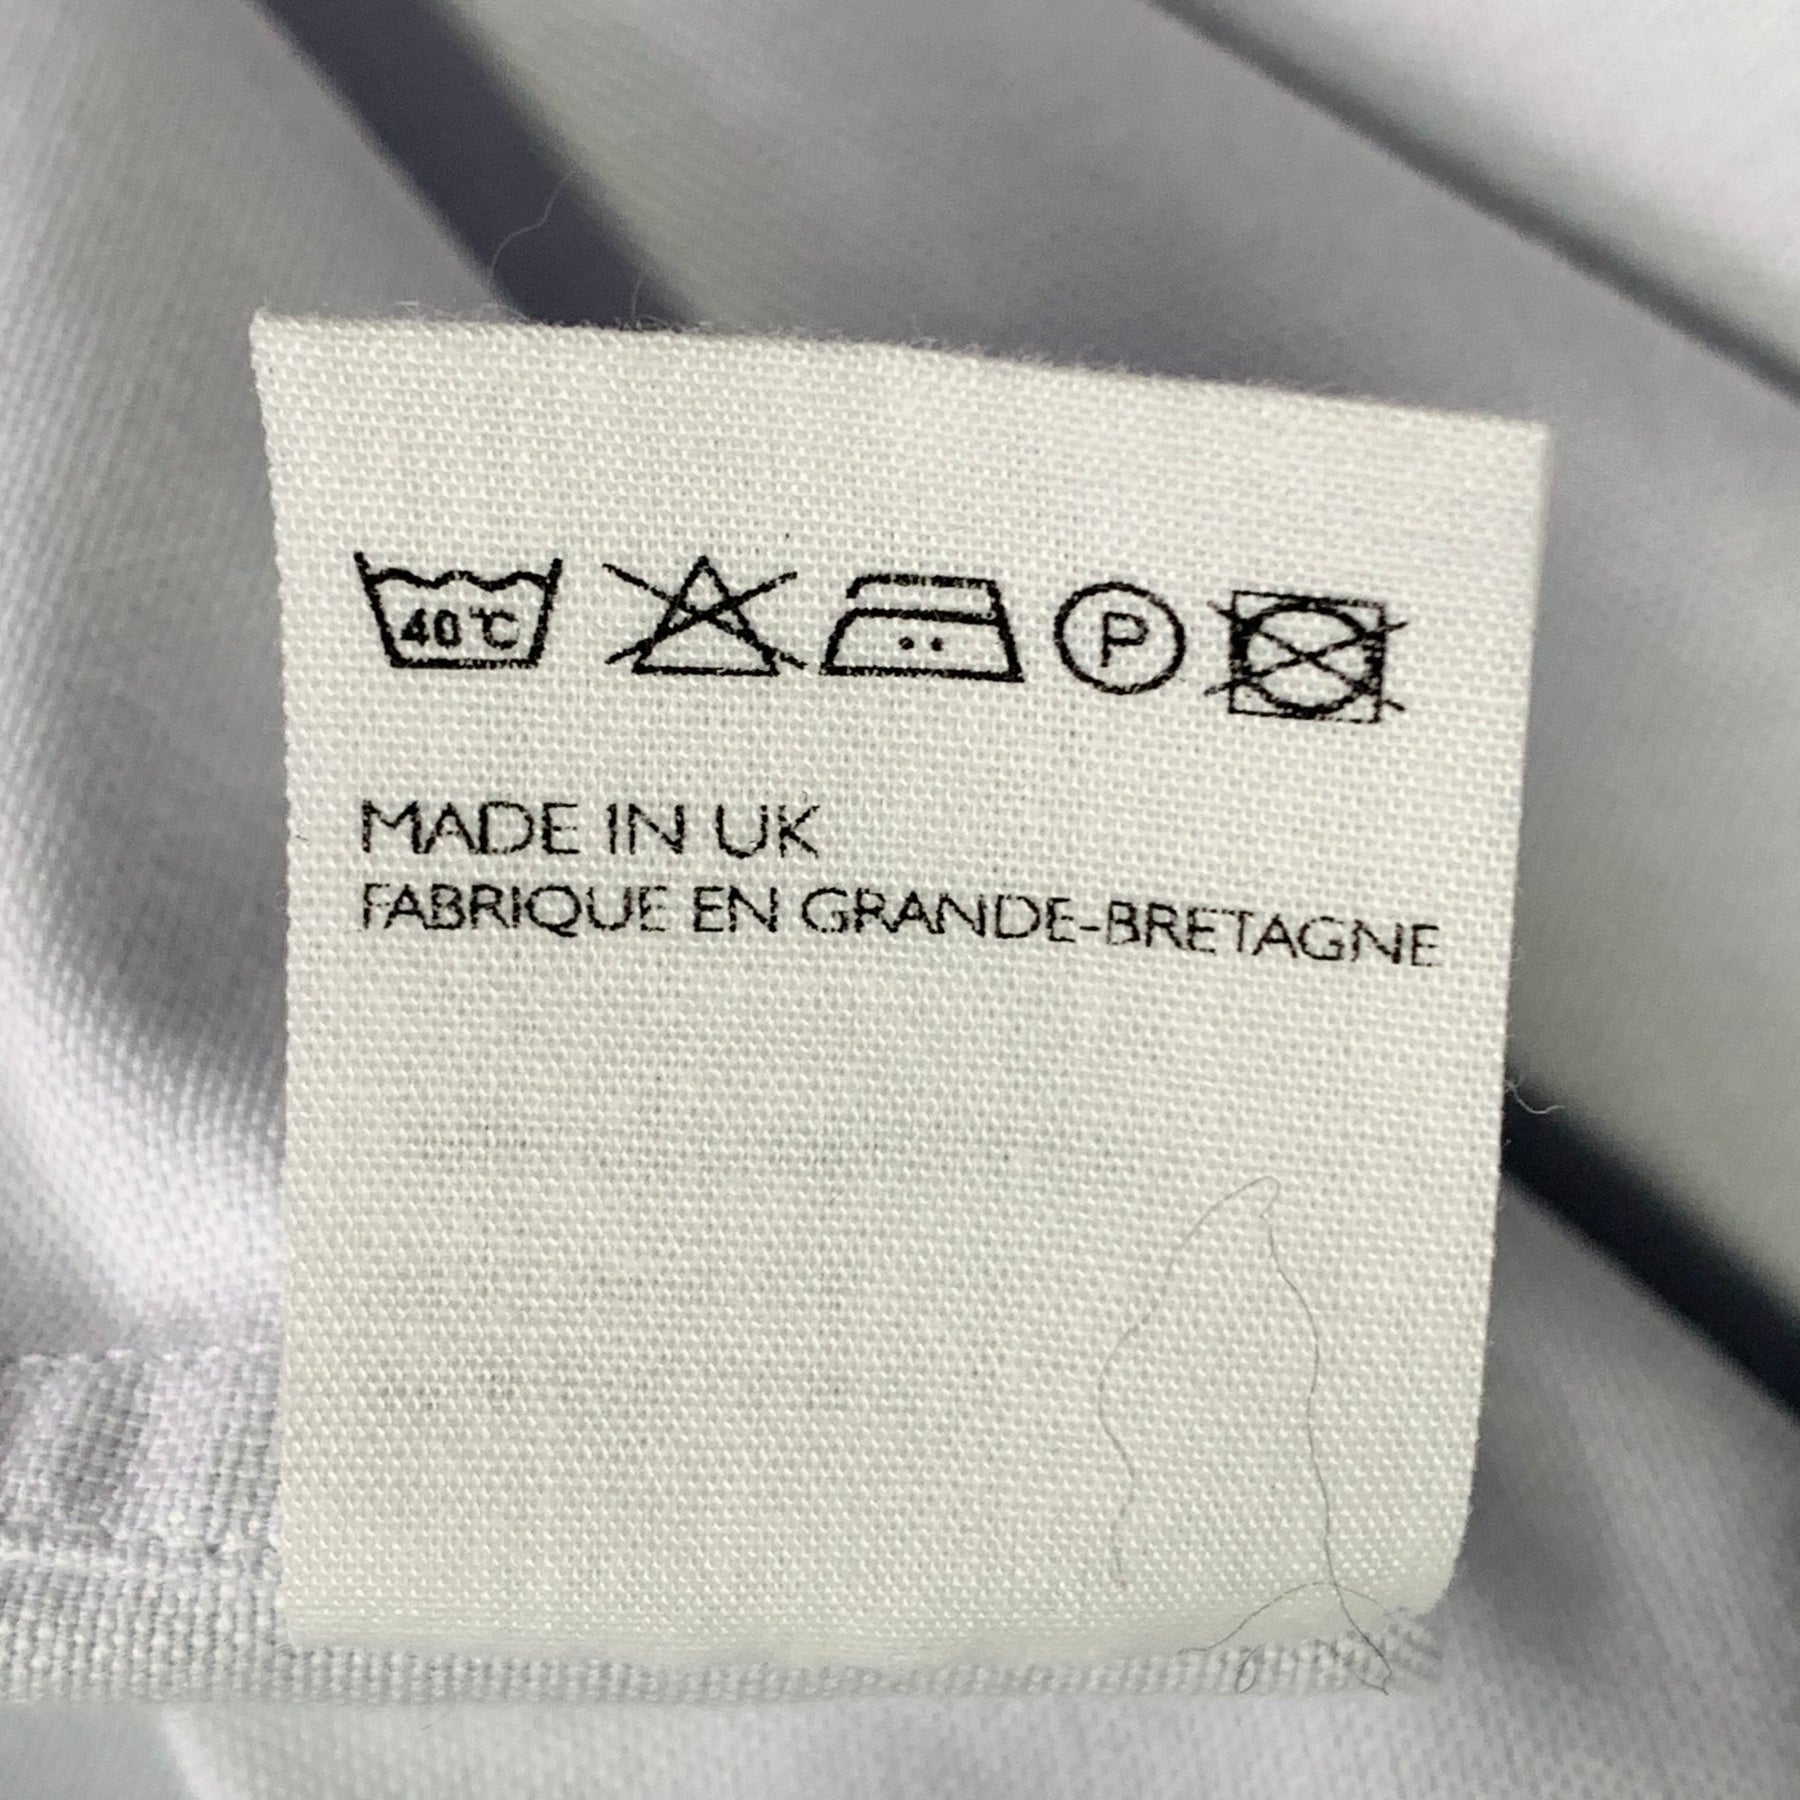 40°C P
MADE IN UK
FABRIQUE EN GRANDE-BRETAGNE